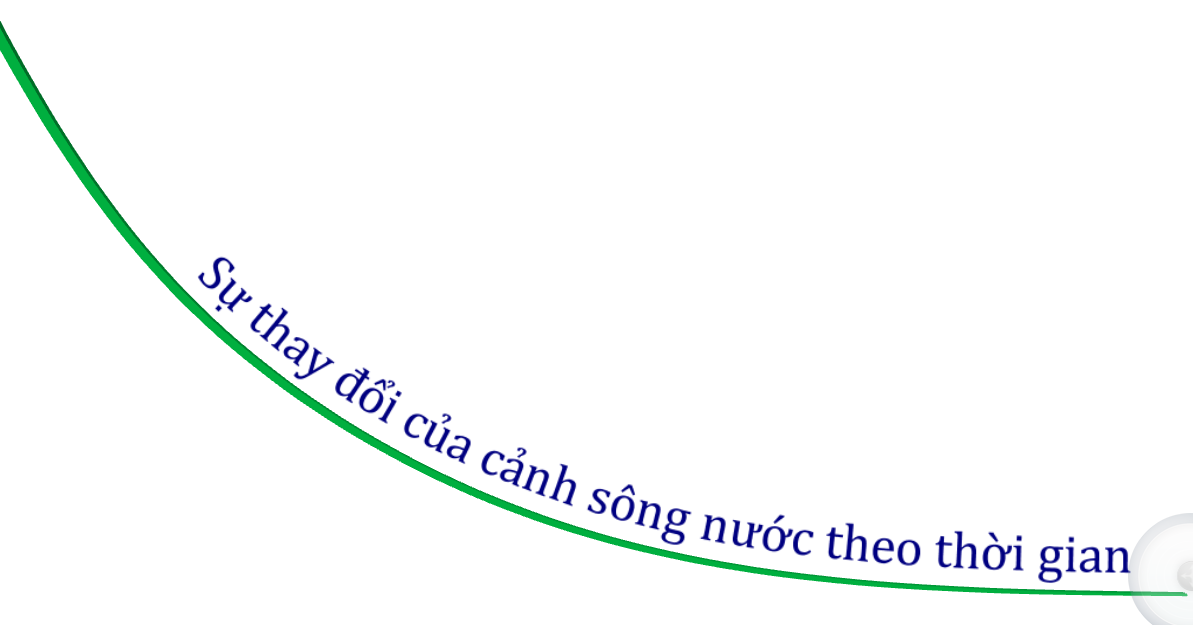 Sự thay đổi của cảnh sông nước theo thời gian